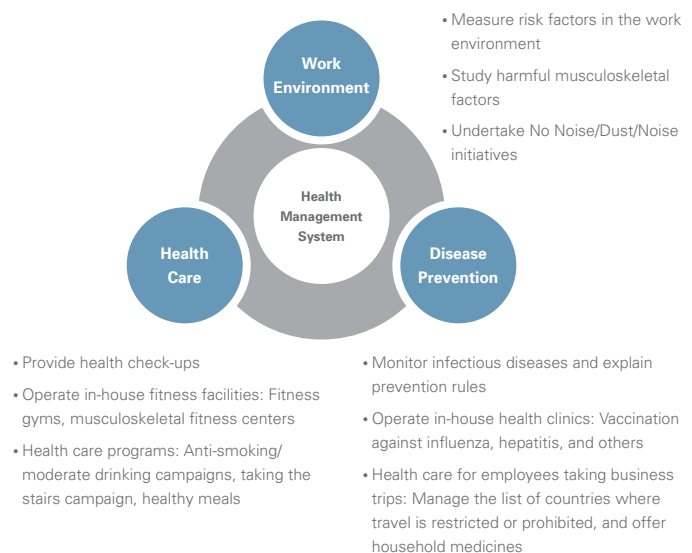 • Measure risk factors in the work
environment
• Study harmful musculoskeletal
factors
• Undertake No Noise/Dust/Noise
initiatives
Work
Environment
Health
Management
System
Health
Care
Disease
Prevention
• Provide health check-ups
• Operate in-house fitness facilities: Fitness
gyms, musculoskeletal fitness centers
• Health care programs: Anti-smoking/
moderate drinking campaigns, taking the
stairs campaign, healthy meals
• Monitor infectious diseases and explain
prevention rules
• Operate in-house health clinics: Vaccination
against influenza, hepatitis, and others
• Health care for employees taking business
trips: Manage the list of countries where
travel is restricted or prohibited, and offer
household medicines